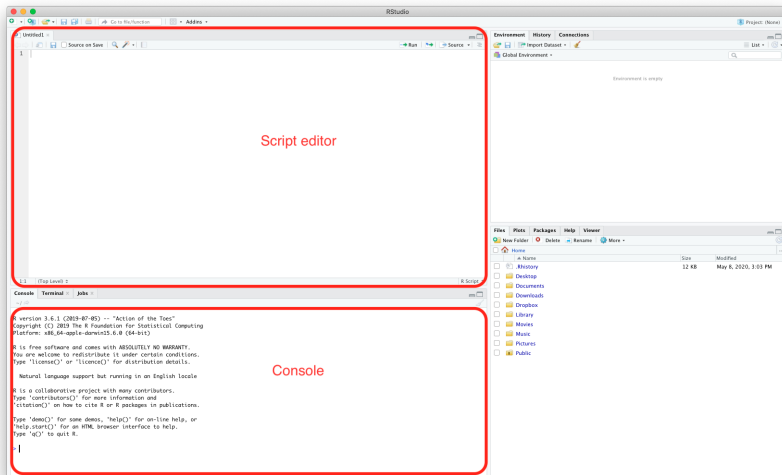 RStudio
Go to file/function
Addins
Project: (None)
Untitled1
Source on Save
Run
Source
1
Script editor
1:1
(Top Level)
R Script
Console Terminal Jobs
~/
R version 3.6.1 (2019-07-05) -- "Action of the Toes"
Copyright (C) 2019 The R Foundation for Statistical Computing
Platform: x86_64-apple-darwin15.6.0 (64-bit)
R is free software and comes with ABSOLUTELY NO WARRANTY.
You are welcome to redistribute it under certain conditions.
Type 'license()' or 'licence()' for distribution details.
Natural language support but running in an English locale
R is a collaborative project with many contributors.
Type 'contributors()' for more information and
'citation()' on how to cite R or R packages in publications.
Type 'demo()' for some demos, 'help()' for on-line help, or
'help.start()' for an HTML browser interface to help.
Type 'q()' to quit R.
>
Console
Environment History Connections
Import Dataset
List
Global Environment
Environment is empty
Files Plots Packages Help Viewer
New Folder Delete Rename More
Home
Name Size Modified
.Rhistory 12 KB May 8, 2020, 3:03 PM
Desktop
Documents
Downloads
Dropbox
Library
Movies
Music
Pictures
Public